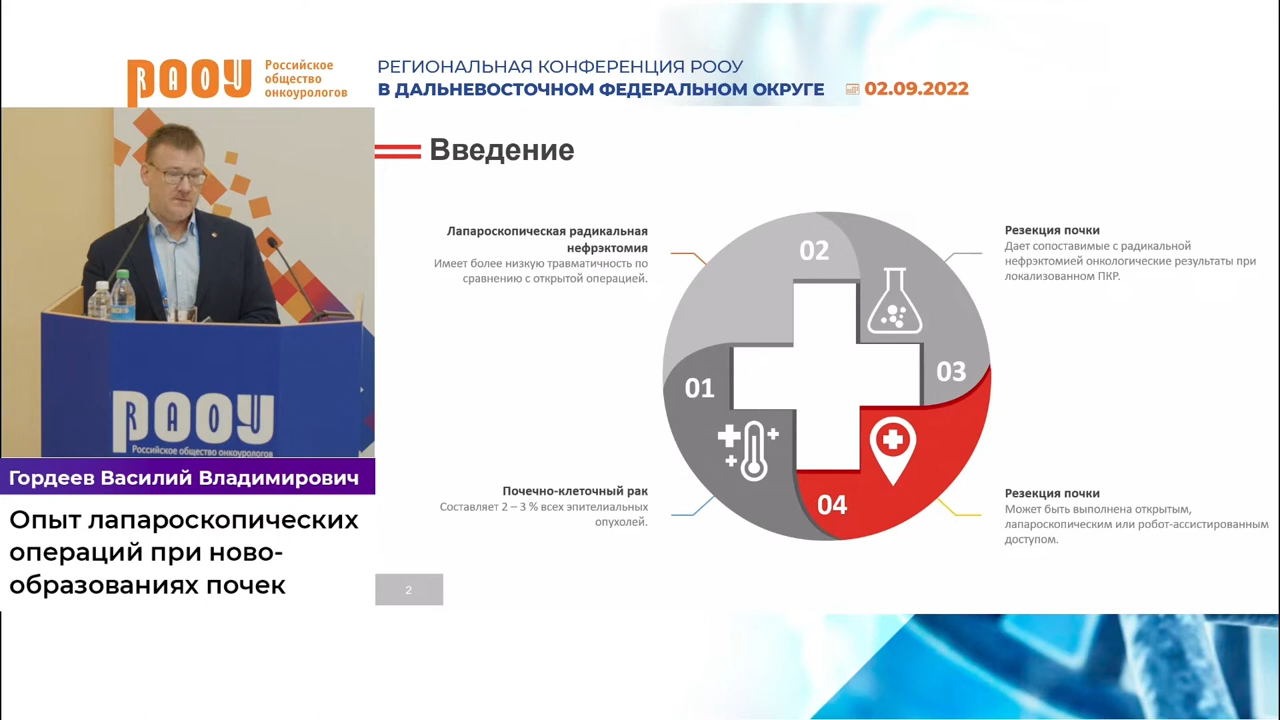 РООУ
RAOU
Российское
общество
онкоурологов
РЕГИОНАЛЬНАЯ КОНФЕРЕНЦИЯ РООУ
В ДАЛЬНЕВОСТОЧНОМ ФЕДЕРАЛЬНОМ ОКРУГЕ
02.09.2022
РООУ
RAOU
Российское общество онкоурологов
Гордеев Василий Владимирович
Опыт лапароскопических
операций при ново-
образованиях почек
Введение
Лапароскопическая радикальная
нефрэктомия
Имеет более низкую травматичность по
сравнению с открытой операцией.
Резекция почки
Дает сопоставимые с радикальной
нефрэктомией онкологические результаты при
локализованном ПКР.
02
01
03
04
Почечно-клеточный рак
Составляет 2 – 3 % всех эпителиальных
опухолей.
Резекция почки
Может быть выполнена открытым,
лапароскопическим или робот-ассистированным
доступом.
2